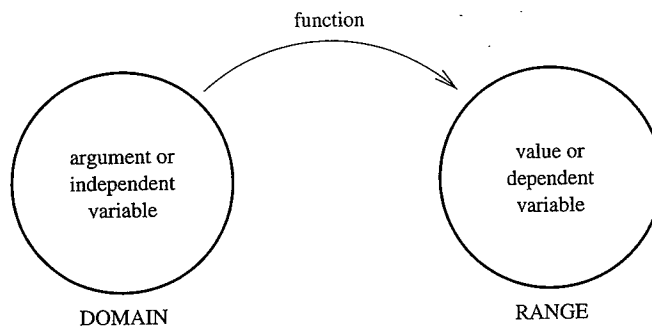 function
argument or
independent
variable
DOMAIN
value or
dependent
variable
RANGE